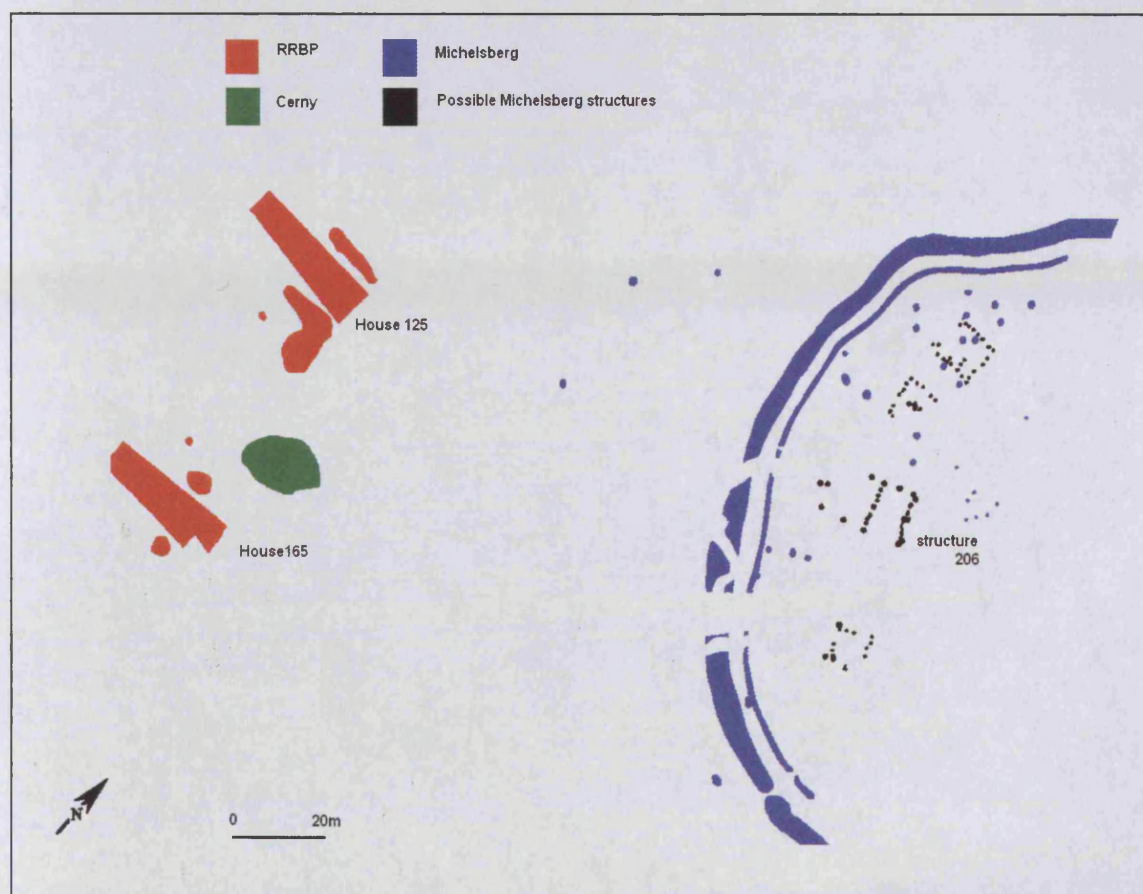 RRBP
Michelsberg
Cerny
Possible Michelsberg structures
House 125
House165
structure
206
N
0 20m